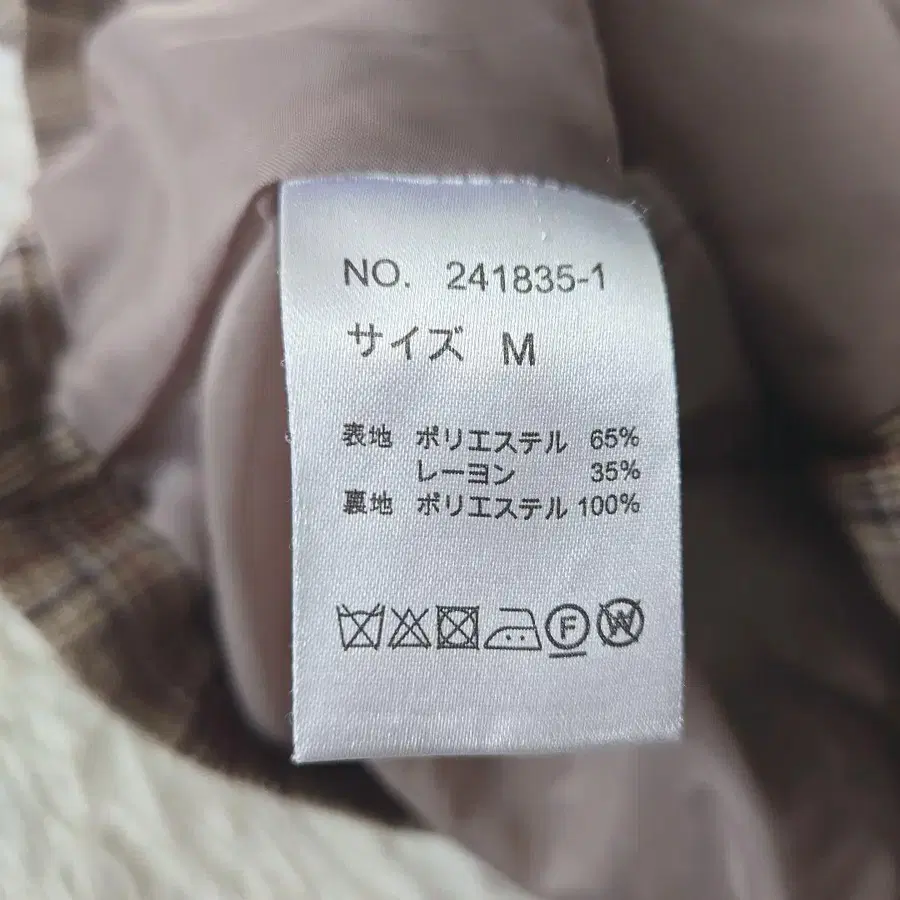 NO. 241835-1
サイズ M
表地 ポリエステル 65%
レーヨン 35%
裏地 ポリエステル 100%
F W